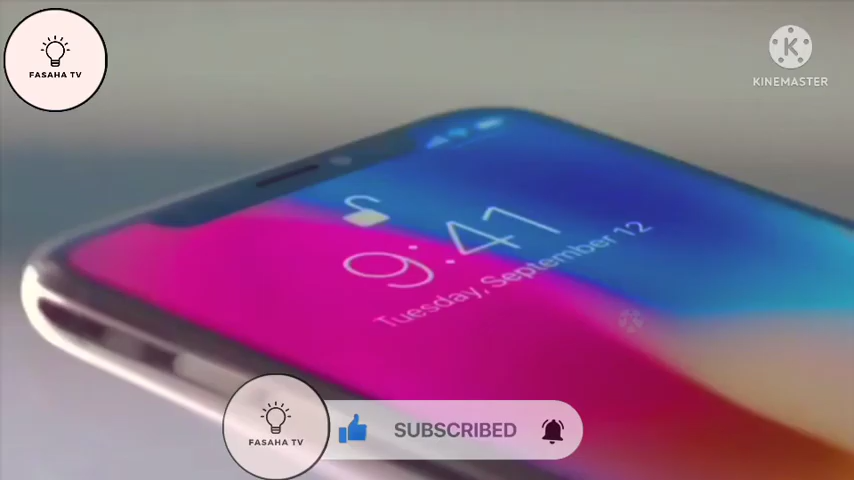 FASAHA TV
KINEMASTER
9:41
Tuesday, September 12
FASAHA TV
SUBSCRIBED